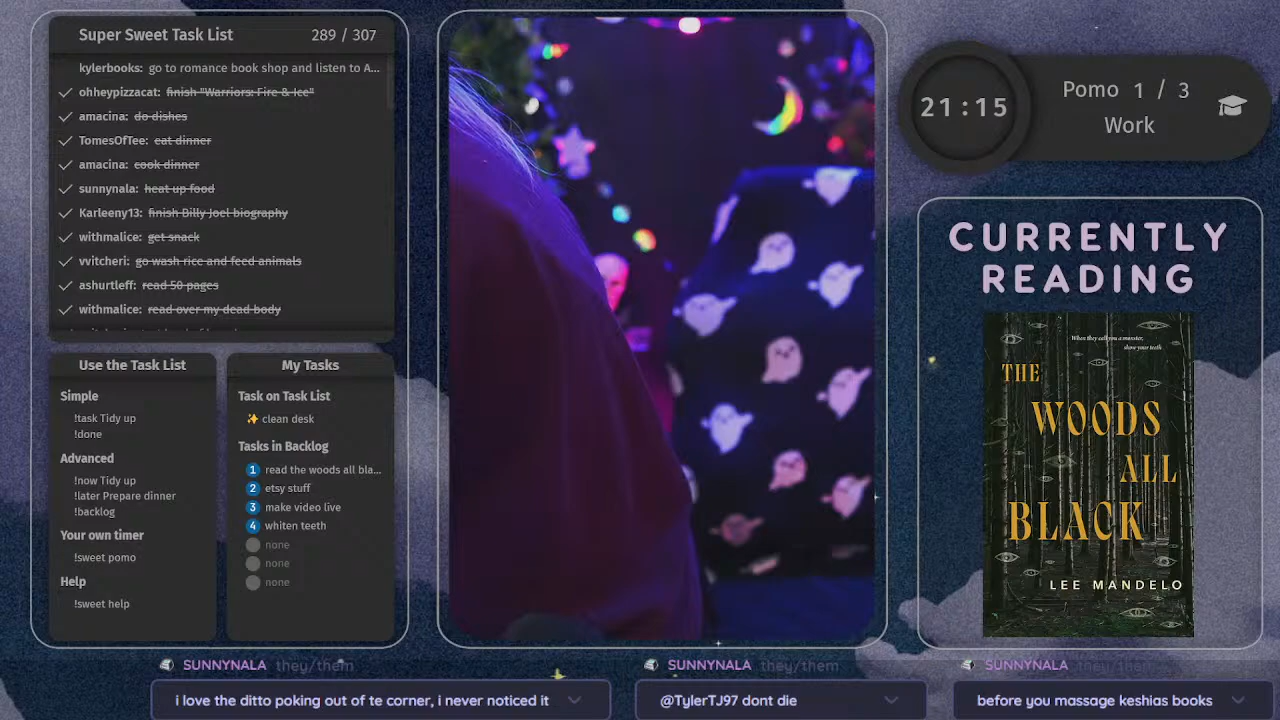 Super Sweet Task List 289 / 307
kylerbooks: go to romance book shop and listen to A...
ohheypizzacat: finish "Warriors: Fire & Ice"
amacina: do dishes
TomesOfTee: eat dinner
amacina: cook dinner
sunnynala: heat up food
Karleeny13: finish Billy Joel biography
withmalice: get snack
vvitcheri: go wash rice and feed animals
ashurtleff: read 50 pages
withmalice: read over my dead body
Use the Task List
Simple
!task Tidy up
!done
Advanced
!now Tidy up
!later Prepare dinner
!backlog
Your own timer
!sweet pomo
Help
!sweet help
My Tasks
Task on Task List
clean desk
Tasks in Backlog
1 read the woods all bla...
2 etsy stuff
3 make video live
4 whiten teeth
none
none
none
21:15
Pomo 1 / 3
Work
CURRENTLY
READING
When they call you a monster,
show your teeth
THE
WOODS
ALL
BLACK
LEE MANDELO
SUNNYNALA they/them
i love the ditto poking out of te corner, i never noticed it
SUNNYNALA they/them
@TylerTJ97 dont die
SUNNYNALA they/them
before you massage keshias books